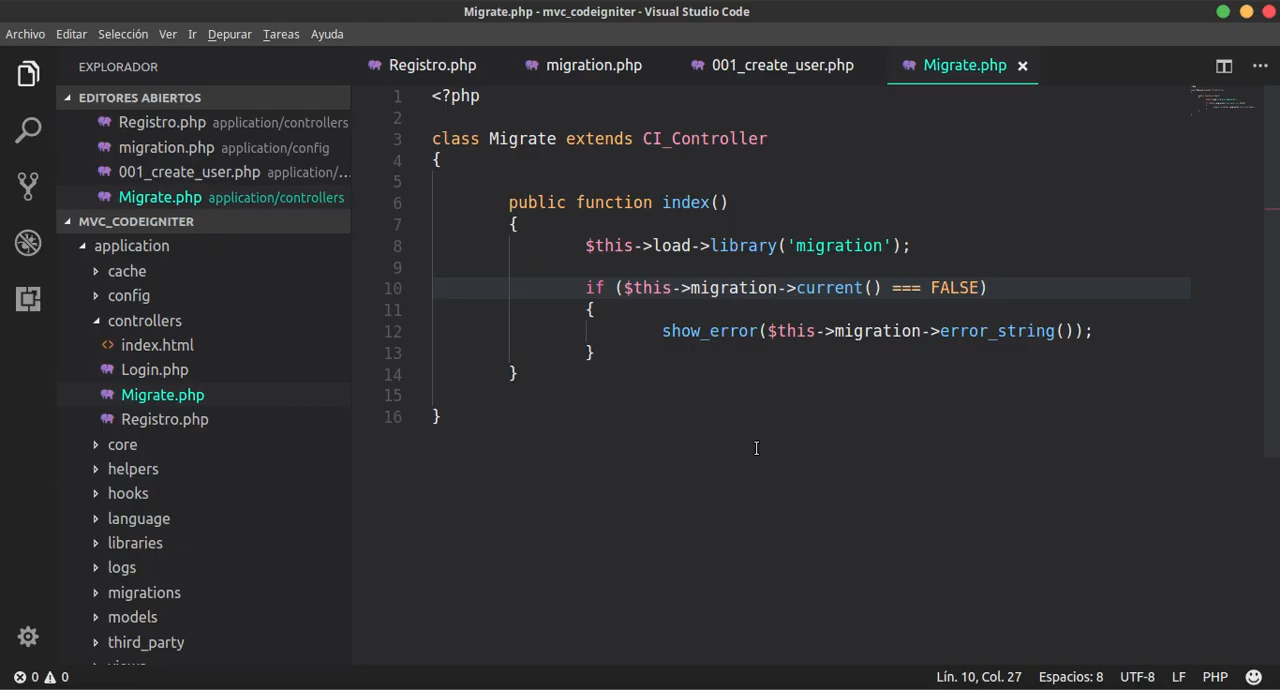 Migrate.php - mvc_codeigniter - Visual Studio Code
Archivo Editar Selección Ver Ir Depurar Tareas Ayuda
EXPLORADOR
EDITORES ABIERTOS
Registro.php application/controllers
migration.php application/config
001_create_user.php application/...
Migrate.php application/controllers
MVC_CODEIGNITER
application
cache
config
controllers
<> index.html
Login.php
Migrate.php
Registro.php
core
helpers
hooks
language
libraries
logs
migrations
models
third_party
Registro.php migration.php 001_create_user.php Migrate.php ×
1 <?php
2
3 class Migrate extends CI_Controller
4 {
5
6 public function index()
7 {
8 $this->load->library('migration');
9
10 if ($this->migration->current() === FALSE)
11 {
12 show_error($this->migration->error_string());
13 }
14 }
15
16 }
0 0 Lín. 10, Col. 27 Espacios: 8 UTF-8 LF PHP